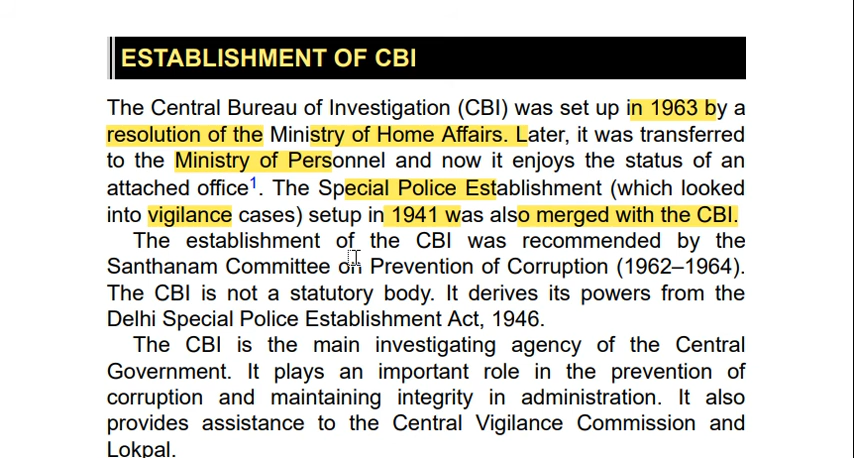 ESTABLISHMENT OF CBI
The Central Bureau of Investigation (CBI) was set up in 1963 by a
resolution of the Ministry of Home Affairs. Later, it was transferred
to the Ministry of Personnel and now it enjoys the status of an
attached office1. The Special Police Establishment (which looked
into vigilance cases) setup in 1941 was also merged with the CBI.
The establishment of the CBI was recommended by the
Santhanam Committee on Prevention of Corruption (1962–1964).
The CBI is not a statutory body. It derives its powers from the
Delhi Special Police Establishment Act, 1946.
The CBI is the main investigating agency of the Central
Government. It plays an important role in the prevention of
corruption and maintaining integrity in administration. It also
provides assistance to the Central Vigilance Commission and
Lokpal.